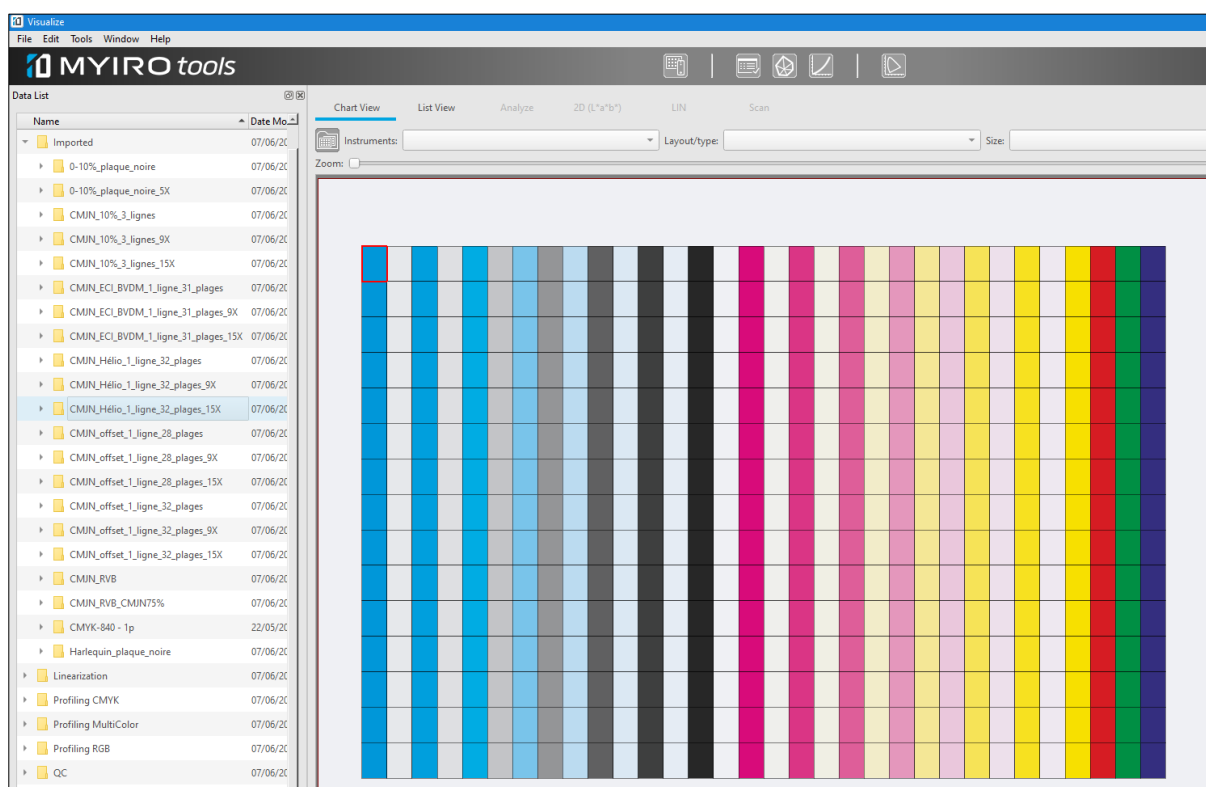 Visualize
File Edit Tools Window Help
MYIRO tools
Data List
Chart View List View Analyze 2D (L*a*b*) LIN Scan
Name Date Mo
Instruments: Layout/type: Size:
Zoom:
Imported 07/06/20
0-10%_plaque_noire 07/06/20
0-10%_plaque_noire_5X 07/06/20
CMJN_10%_3_lignes 07/06/20
CMJN_10%_3_lignes_9X 07/06/20
CMJN_10%_3_lignes_15X 07/06/20
CMJN_ECI_BVDM_1_ligne_31_plages 07/06/20
CMJN_ECI_BVDM_1_ligne_31_plages_9X 07/06/20
CMJN_ECI_BVDM_1_ligne_31_plages_15X 07/06/20
CMJN_Hélio_1_ligne_32_plages 07/06/20
CMJN_Hélio_1_ligne_32_plages_9X 07/06/20
CMJN_Hélio_1_ligne_32_plages_15X 07/06/20
CMJN_offset_1_ligne_28_plages 07/06/20
CMJN_offset_1_ligne_28_plages_9X 07/06/20
CMJN_offset_1_ligne_28_plages_15X 07/06/20
CMJN_offset_1_ligne_32_plages 07/06/20
CMJN_offset_1_ligne_32_plages_9X 07/06/20
CMJN_offset_1_ligne_32_plages_15X 07/06/20
CMJN_RVB 07/06/20
CMJN_RVB_CMJN75% 07/06/20
CMYK-840 - 1p 22/05/20
Harlequin_plaque_noire 07/06/20
Linearization 07/06/20
Profiling CMYK 07/06/20
Profiling MultiColor 07/06/20
Profiling RGB 07/06/20
QC 07/06/20